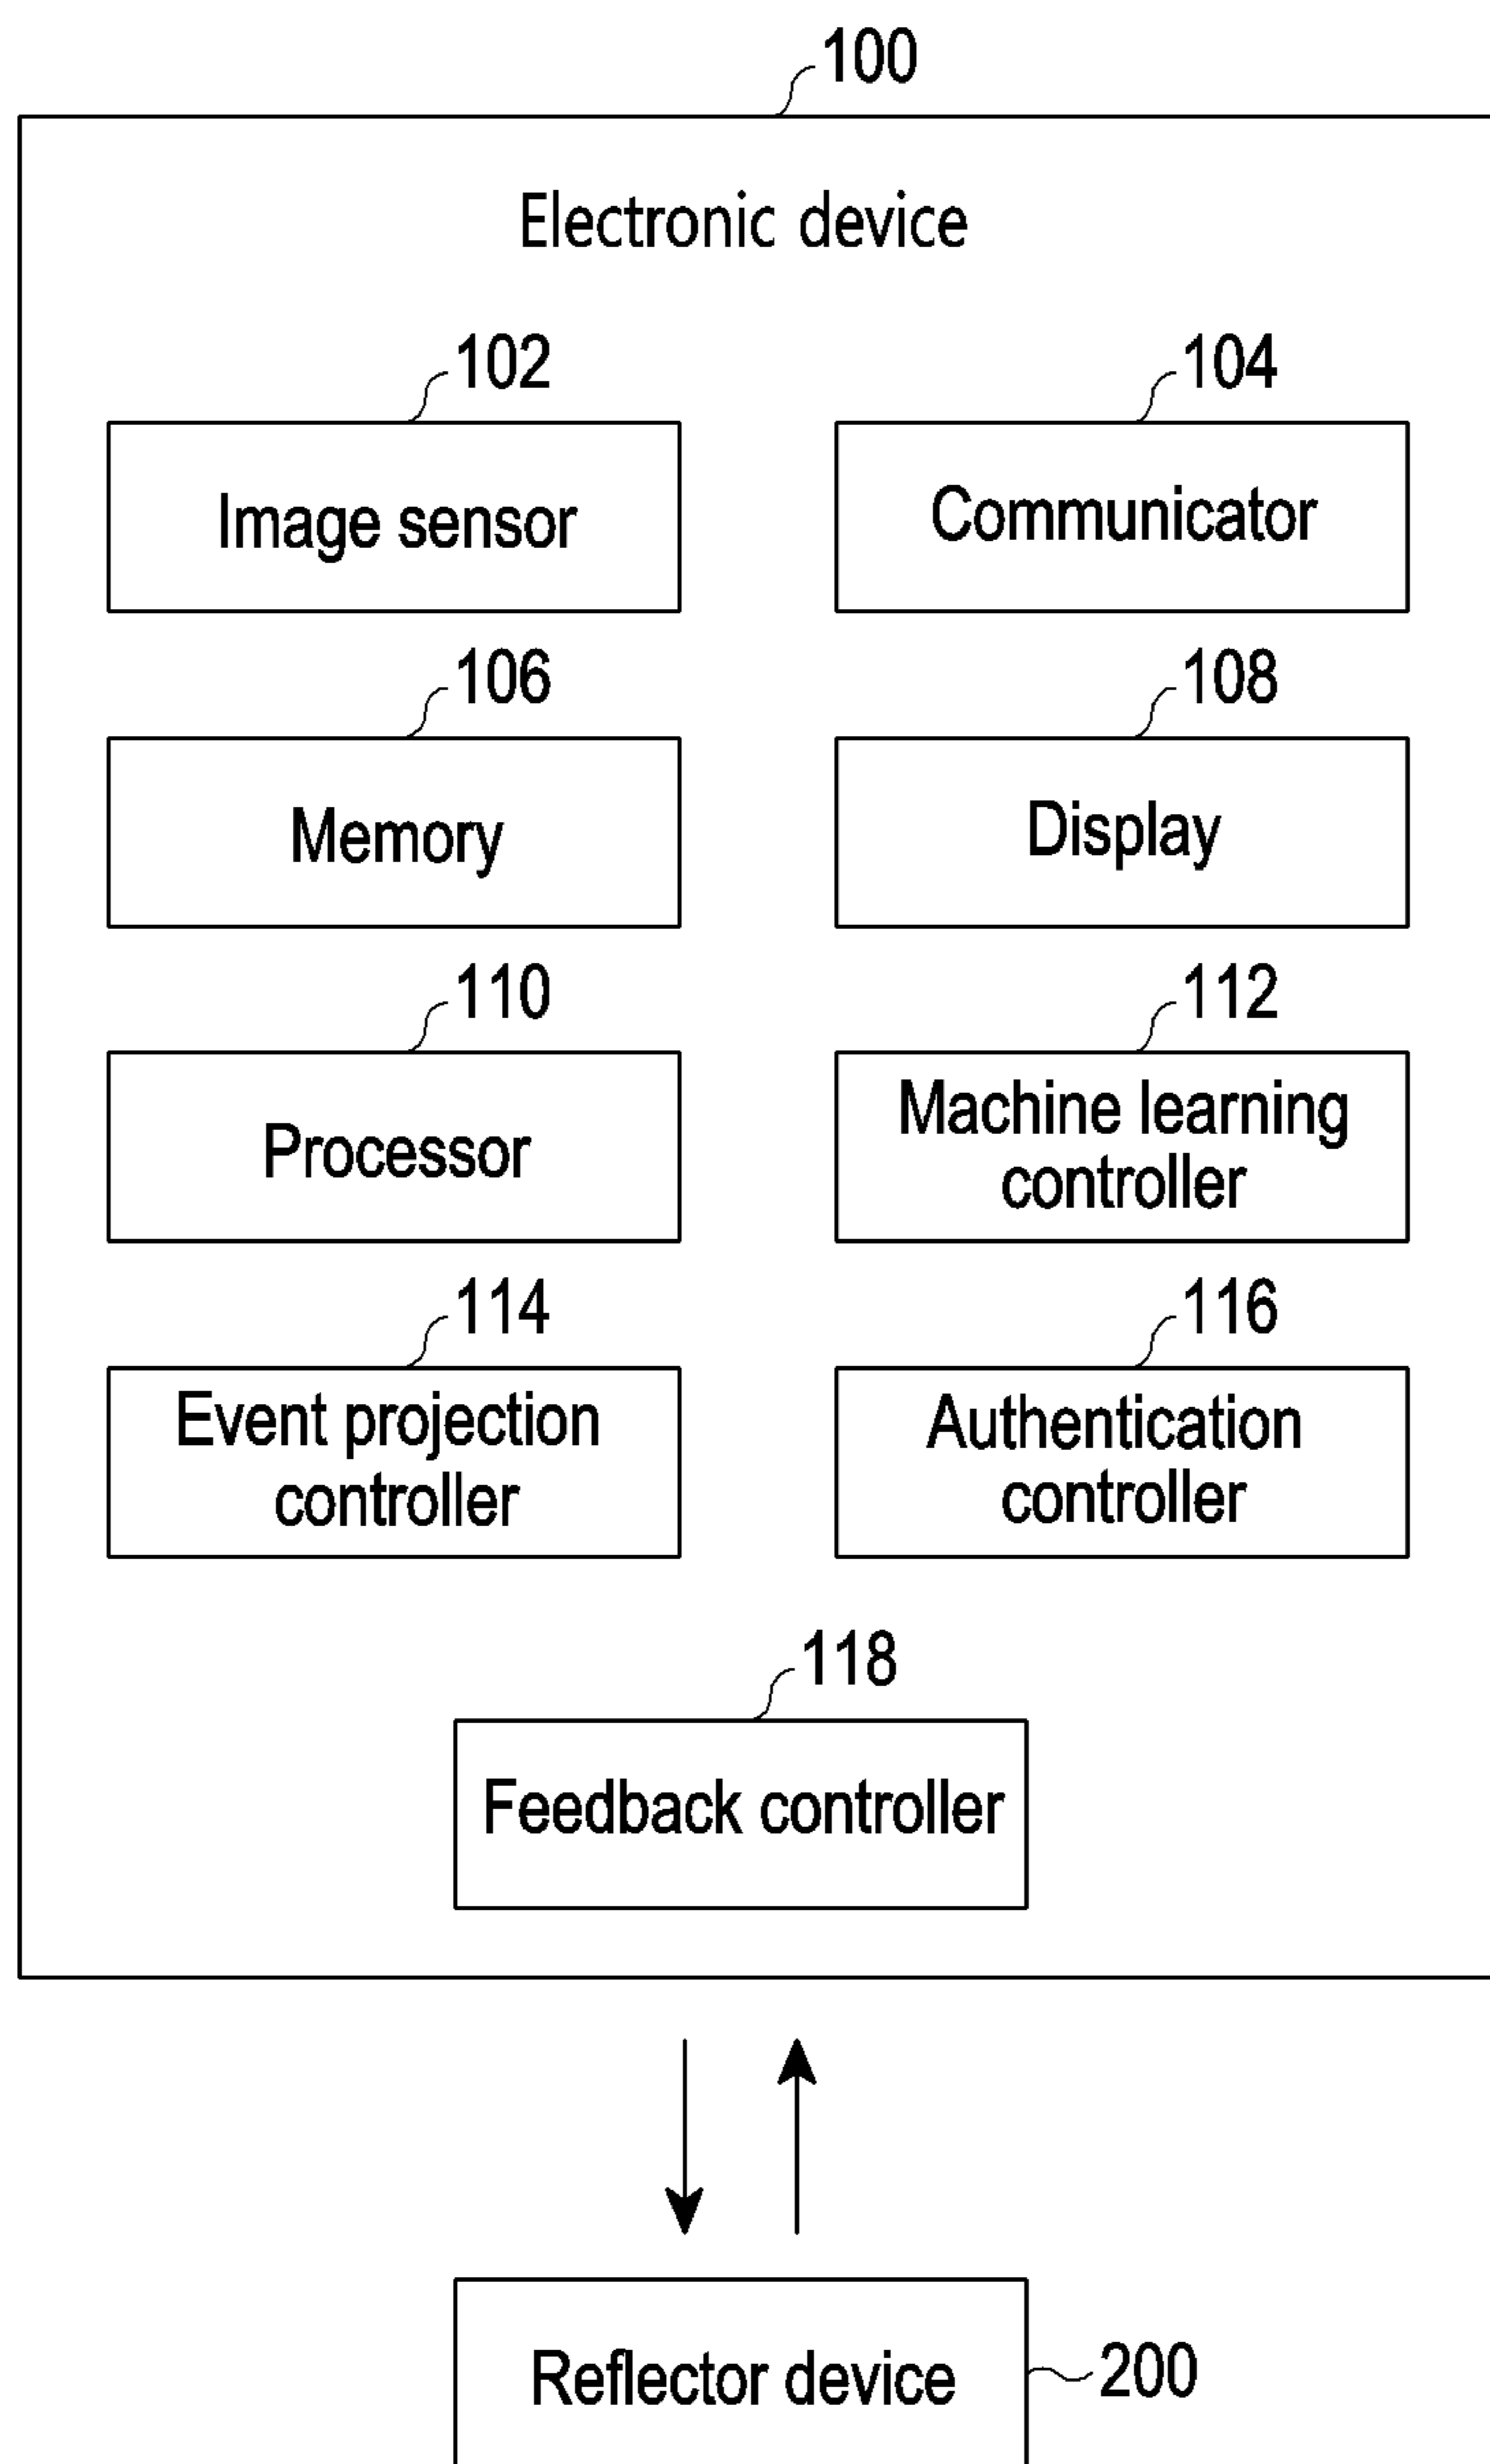 100
Electronic device
102
104
Image sensor
Communicator
106
108
Memory
Display
110
112
Processor
Machine learning
controller
114
116
Event projection
controller
Authentication
controller
118
Feedback controller
Reflector device
200